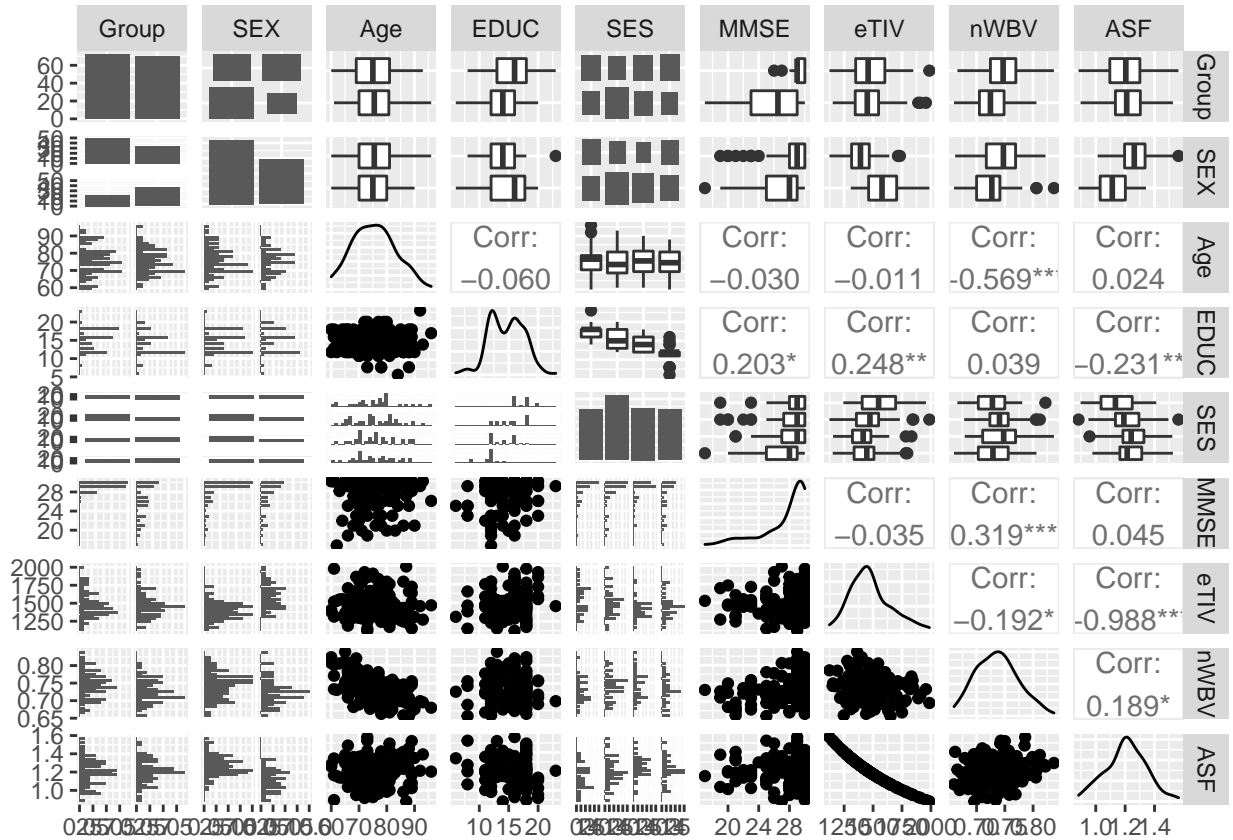 Group SEX Age EDUC SES MMSE eTIV nWBV ASF
60
40
20
0
Group
50
SEX
90
80
70
60
Corr:
−0.060
Corr:
−0.030
Corr:
−0.011
Corr:
-0.569**
Corr:
0.024
Age
20
15
10
5
Corr:
0.203*
Corr:
0.248**
Corr:
0.039
Corr:
−0.231**
EDUC
SES
28
24
20
Corr:
−0.035
Corr:
0.319***
Corr:
0.045
MMSE
2000
1750
1500
1250
Corr:
−0.192*
Corr:
-0.988**
eTIV
0.80
0.75
0.70
0.65
Corr:
0.189*
nWBV
1.6
1.4
1.2
1.0
ASF
70 80 90 10 15 20 20 24 28 1.0 1.2 1.4